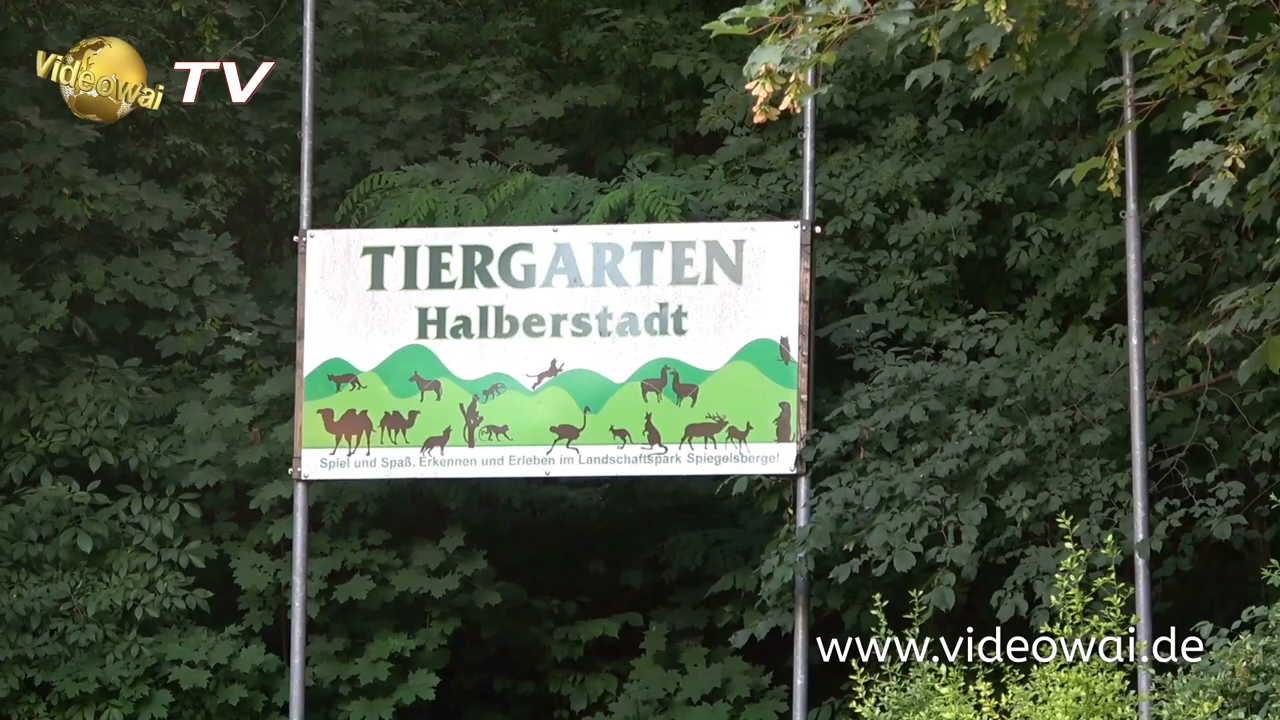 Videowai TV
TIERGARTEN
Halberstadt
Spiel und Spaß, Erkennen und Erleben im Landschaftspark Spiegelsberge!
www.videowai.de